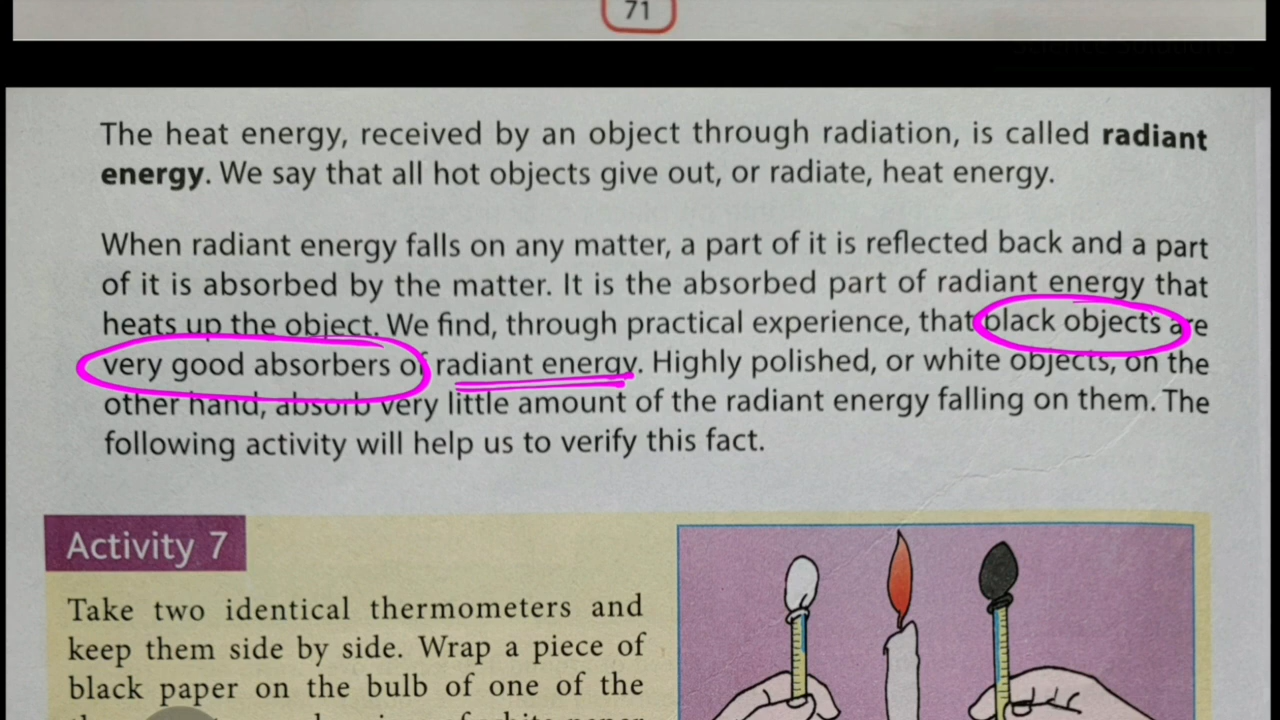 71
The heat energy, received by an object through radiation, is called radiant
energy. We say that all hot objects give out, or radiate, heat energy.
When radiant energy falls on any matter, a part of it is reflected back and a part
of it is absorbed by the matter. It is the absorbed part of radiant energy that
heats up the object. We find, through practical experience, that black objects are
very good absorbers of radiant energy. Highly polished, or white objects, on the
other hand, absorb very little amount of the radiant energy falling on them. The
following activity will help us to verify this fact.
Activity 7
Take two identical thermometers and
keep them side by side. Wrap a piece of
black paper on the bulb of one of the